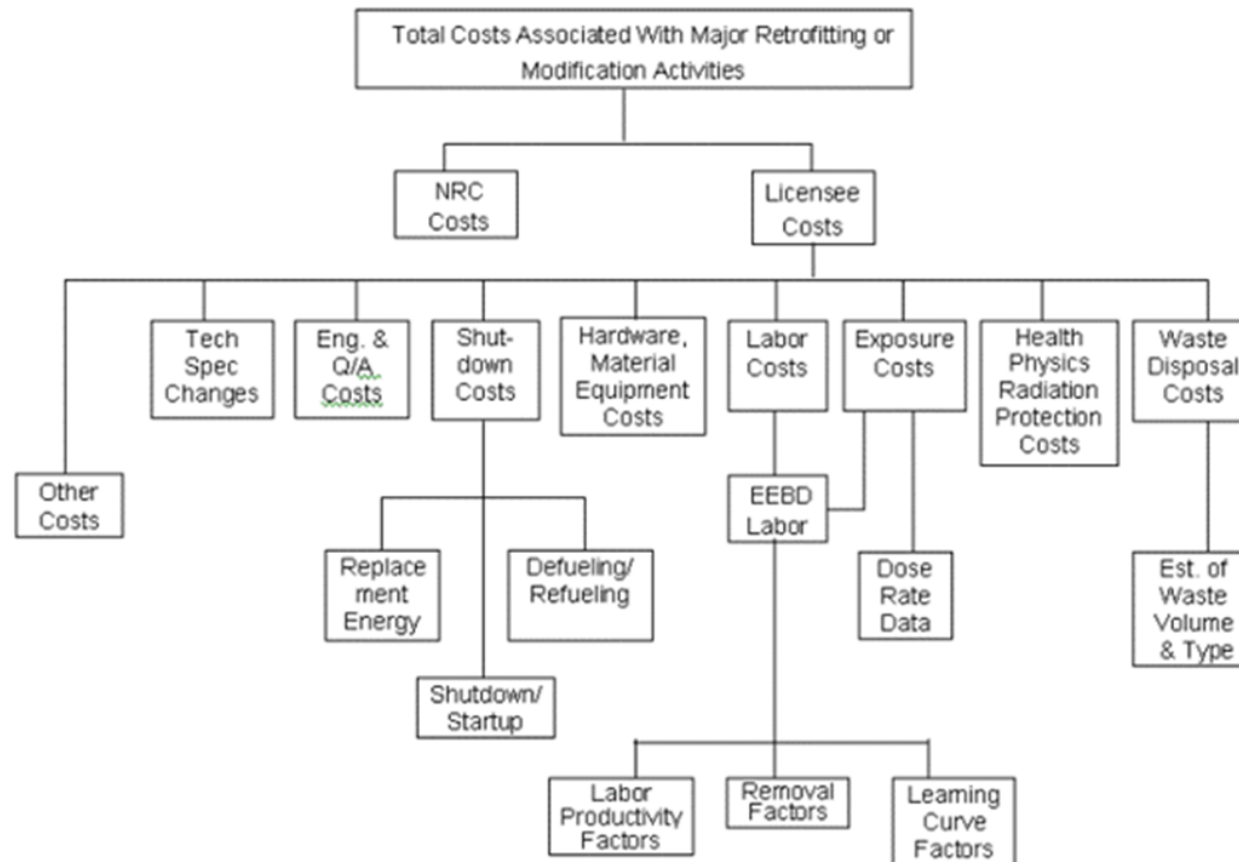 Total Costs Associated With Major Retrofitting or
Modification Activities
NRC
Costs
Licensee
Costs
Other
Costs
Tech
Spec
Changes
Eng. &
Q/A
Costs
Shut-
down
Costs
Hardware,
Material
Equipment
Costs
Labor
Costs
Exposure
Costs
Health
Physics
Radiation
Protection
Costs
Waste
Disposal
Costs
EEBD
Labor
Replace
ment
Energy
Defueling/
Refueling
Dose
Rate
Data
Est. of
Waste
Volume
& Type
Shutdown/
Startup
Labor
Productivity
Factors
Removal
Factors
Learning
Curve
Factors